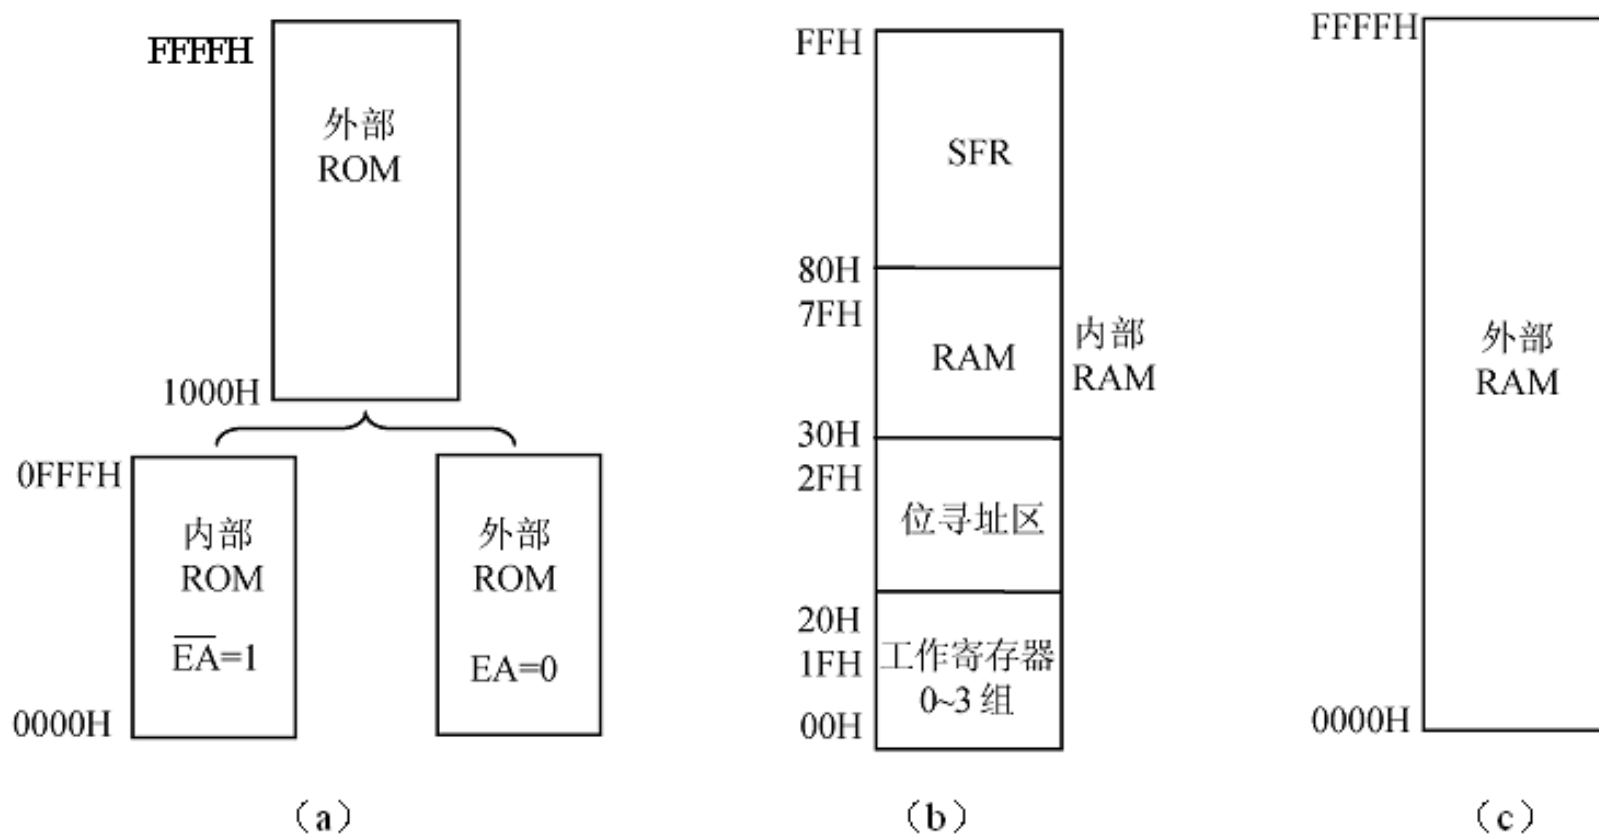 FFFFH
外部
ROM
1000H
0FFFH
内部
ROM
E̅A̅=1
0000H
外部
ROM
EA=0
(a)
FFH
SFR
80H
7FH
RAM
内部
RAM
30H
2FH
位寻址区
20H
1FH
工作寄存器
0~3 组
00H
(b)
FFFFH
外部
RAM
0000H
(c)